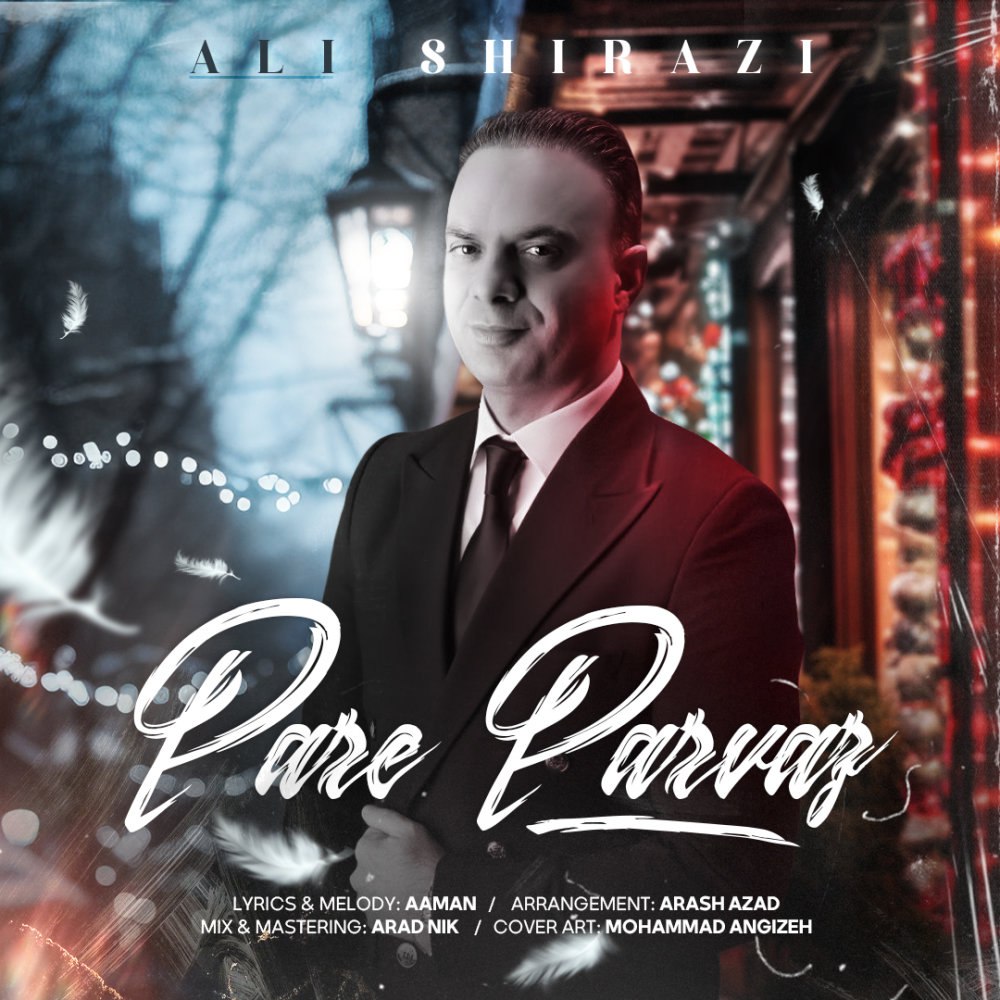 ALI SHIRAZI
Pare Parvaz
LYRICS & MELODY: AAMAN / ARRANGEMENT: ARASH AZAD
MIX & MASTERING: ARAD NIK / COVER ART: MOHAMMAD ANGIZEH